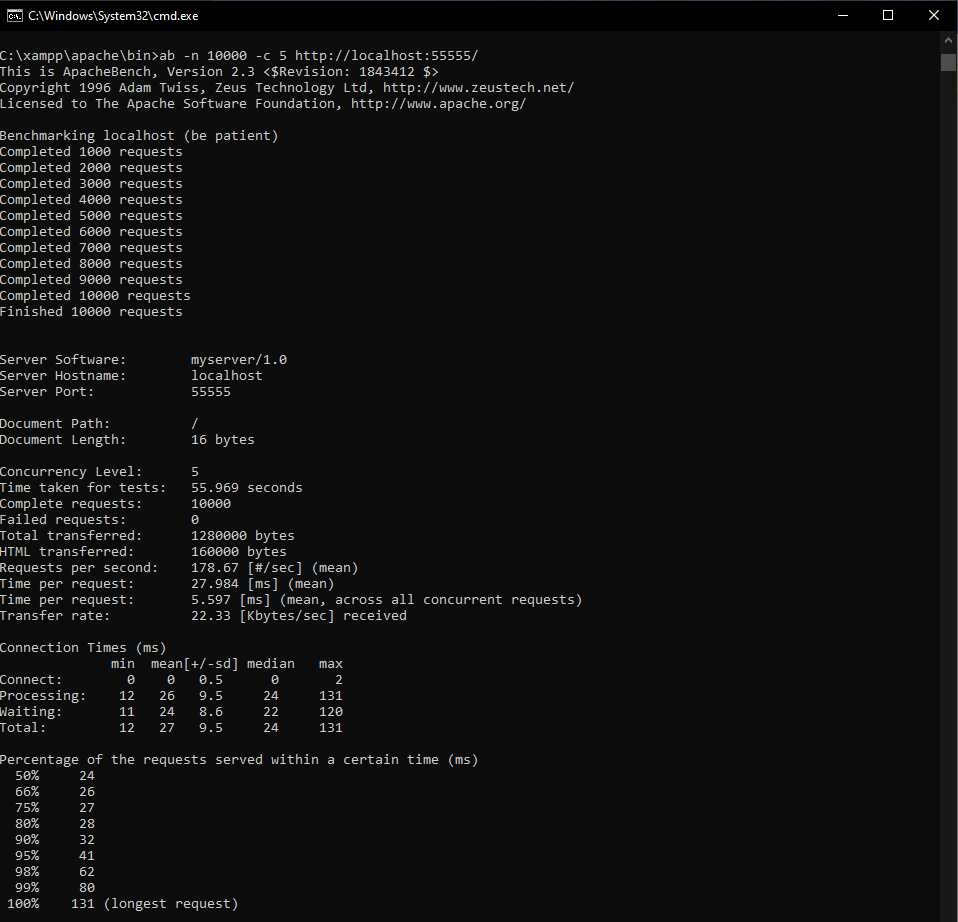 C:\Windows\System32\cmd.exe
C:\xampp\apache\bin>ab -n 10000 -c 5 http://localhost:55555/
This is ApacheBench, Version 2.3 <$Revision: 1843412 $>
Copyright 1996 Adam Twiss, Zeus Technology Ltd, http://www.zeustech.net/
Licensed to The Apache Software Foundation, http://www.apache.org/

Benchmarking localhost (be patient)
Completed 1000 requests
Completed 2000 requests
Completed 3000 requests
Completed 4000 requests
Completed 5000 requests
Completed 6000 requests
Completed 7000 requests
Completed 8000 requests
Completed 9000 requests
Completed 10000 requests
Finished 10000 requests


Server Software:        myserver/1.0
Server Hostname:        localhost
Server Port:            55555

Document Path:          /
Document Length:        16 bytes

Concurrency Level:      5
Time taken for tests:   55.969 seconds
Complete requests:      10000
Failed requests:        0
Total transferred:      1280000 bytes
HTML transferred:       160000 bytes
Requests per second:    178.67 [#/sec] (mean)
Time per request:       27.984 [ms] (mean)
Time per request:       5.597 [ms] (mean, across all concurrent requests)
Transfer rate:          22.33 [Kbytes/sec] received

Connection Times (ms)
              min  mean[+/-sd] median   max
Connect:        0    0   0.5      0       2
Processing:    12   26   9.5     24     131
Waiting:       11   24   8.6     22     120
Total:         12   27   9.5     24     131

Percentage of the requests served within a certain time (ms)
  50%     24
  66%     26
  75%     27
  80%     28
  90%     32
  95%     41
  98%     62
  99%     80
 100%    131 (longest request)